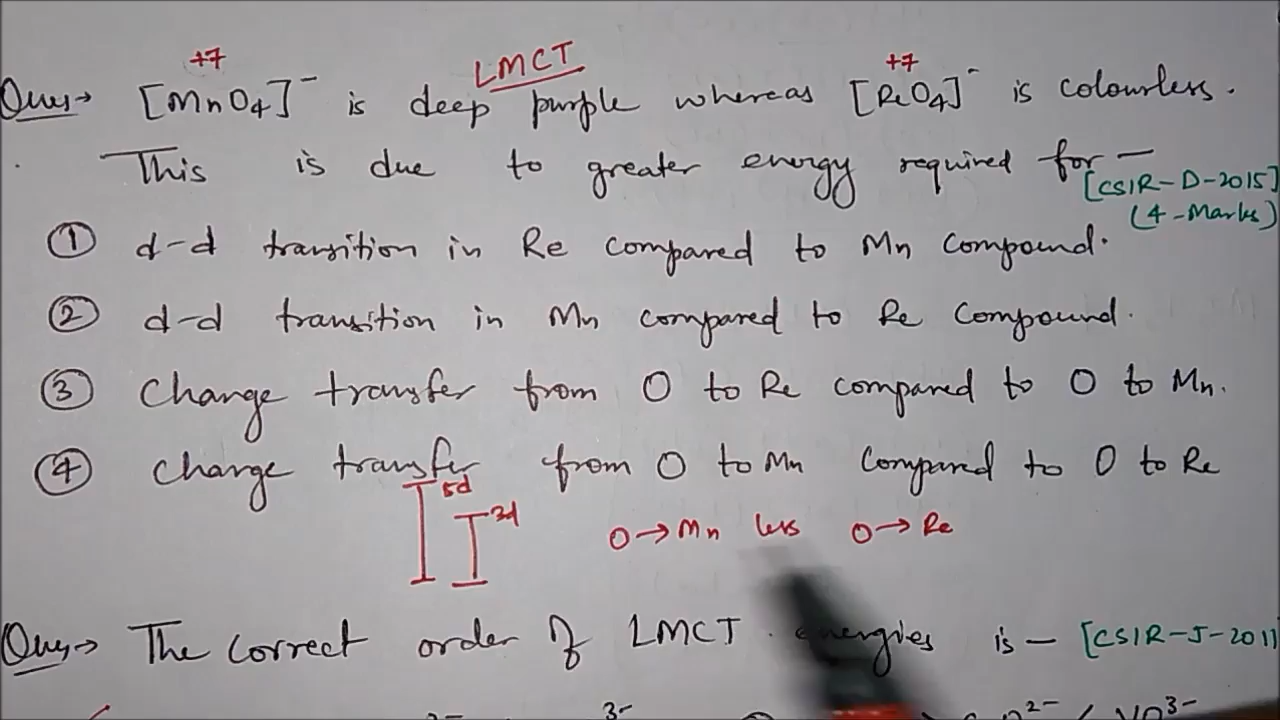 +7 LMCT +7
Ques→ [MnO4]⁻ is deep purple whereas [ReO4]⁻ is colourless.
This is due to greater energy required for —
[CSIR-D-2015]
(4-Marks)
① d-d transition in Re compared to Mn compound.
② d-d transition in Mn compared to Re compound.
③ Change transfer from O to Re compared to O to Mn.
④ Change transfer from O to Mn compared to O to Re
5d 3d
O→Mn less O→Re
Ques→ The correct order of LMCT energies is — [CSIR-J-2011]